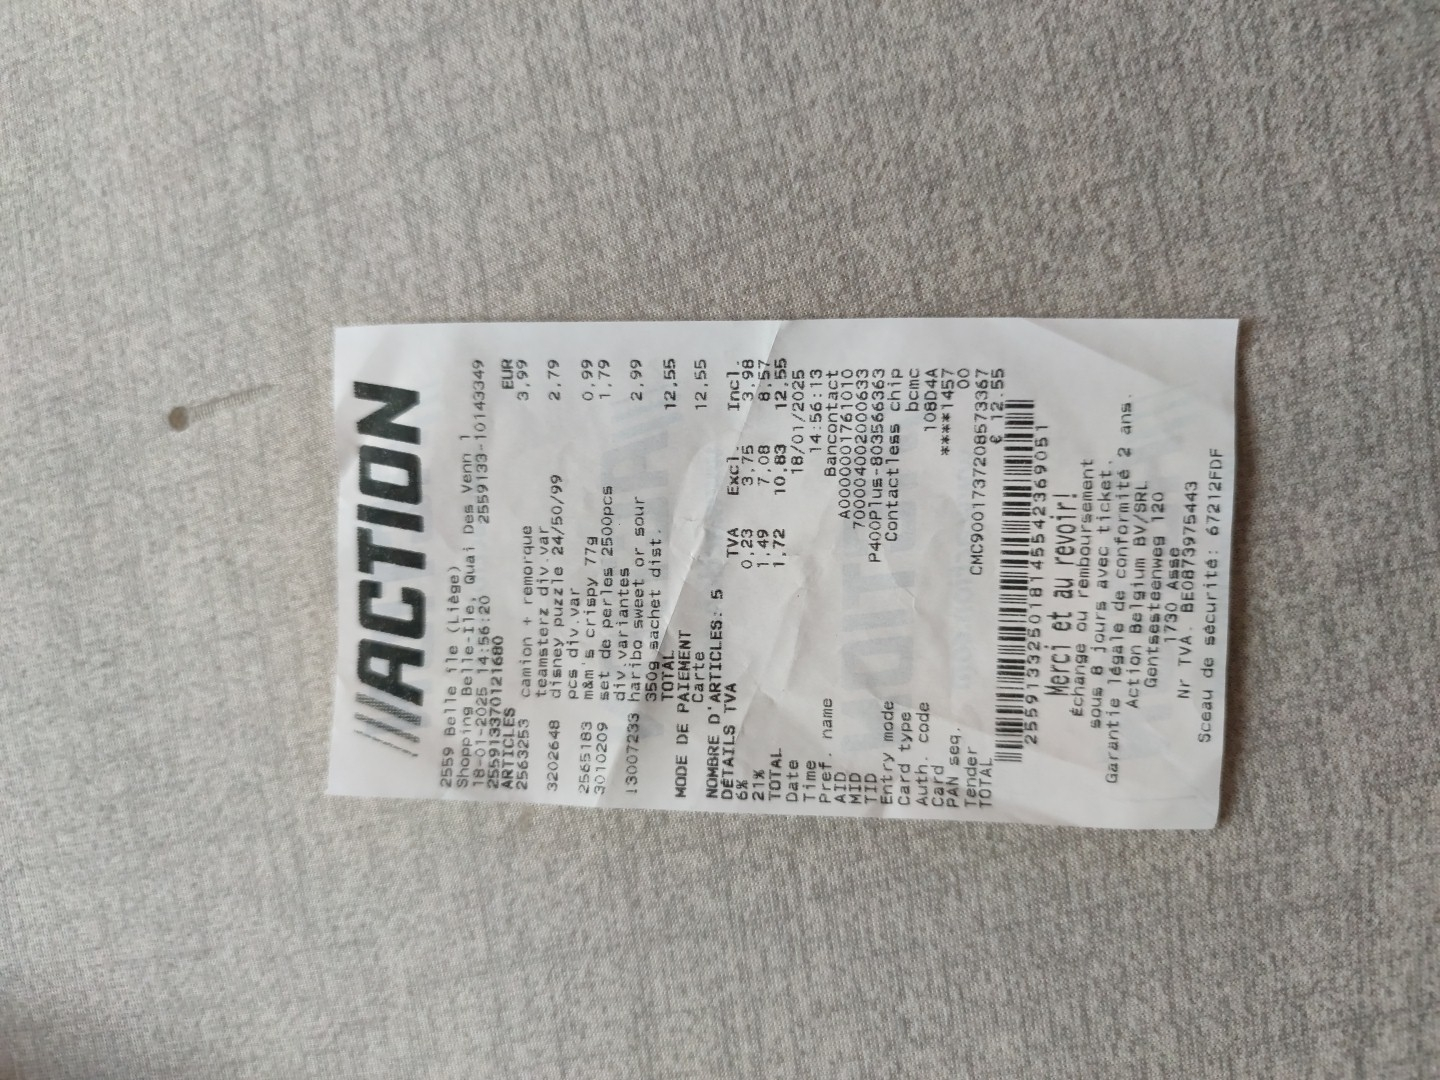 ACTION
2559 Belle île (Liège)
Shopping Belle-Ile, Quai Des Venn 1
18-01-2025 14:56:20 2559133-10143349
2559133701216​80
ARTICLES EUR
2563253 camion + remorque 3,99
teamsterz div.var
3202648 disney puzzle 24/50/99 2,79
pcs div.var
2565183 m&m's crispy 77g 0,99
3010209 set de perles 2500pcs 1,79
div.variantes
13007233 haribo sweet or sour 2,99
350g sachet dist.
TOTAL 12,55
MODE DE PAIEMENT
Carte 12,55
NOMBRE D'ARTICLES: 5
DÉTAILS TVA TVA Excl. Incl.
6% 0,23 3,75 3,98
21% 1,49 7,08 8,57
TOTAL 1,72 10,83 12,55
Date 18/01/2025
Time 14:56:13
Pref. name Bancontact
AID A0000001761010
MID 700004002000633
TID P400Plus-803566363
Entry mode Contactless chip
Card type bcmc
Auth. code 108D4A
Card ****1457
PAN seq. 00
Tender CMC9001737208573367
TOTAL € 12.55
2559133250181455423​69051
Merci et au revoir!
Échange ou remboursement
sous 8 jours avec ticket.
Garantie légale de conformité 2 ans.
Action Belgium BV/SRL
Gentsesteenweg 120
1730 Asse
Nr TVA. BE0873975443
Sceau de sécurité: 67212FDF